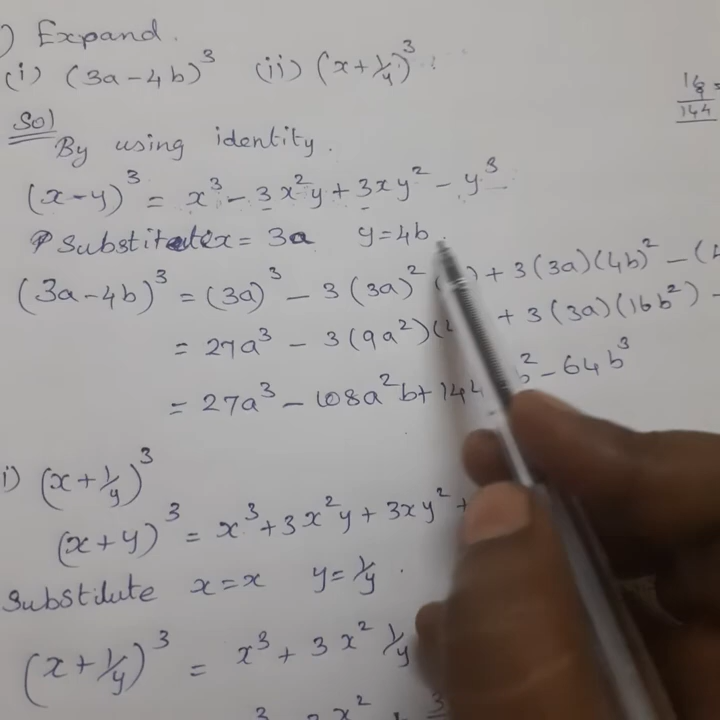 ) Expand.
(i) (3a-4b)³ (ii) (x+1/y)³
Sol
By using identity.
(x-y)³ = x³ - 3x²y + 3xy² - y³
Substitute x = 3a y=4b.
(3a-4b)³ = (3a)³ - 3(3a)² + 3(3a)(4b)² - (
= 27a³ - 3(9a²)( + 3(3a)(16b²) -
= 27a³ - 108a²b + 144 b² - 64b³
i) (x+1/y)³
(x+y)³ = x³ + 3x²y + 3xy² +
Substitute x=x y=1/y.
(x+1/y)³ = x³ + 3x² 1/y
144